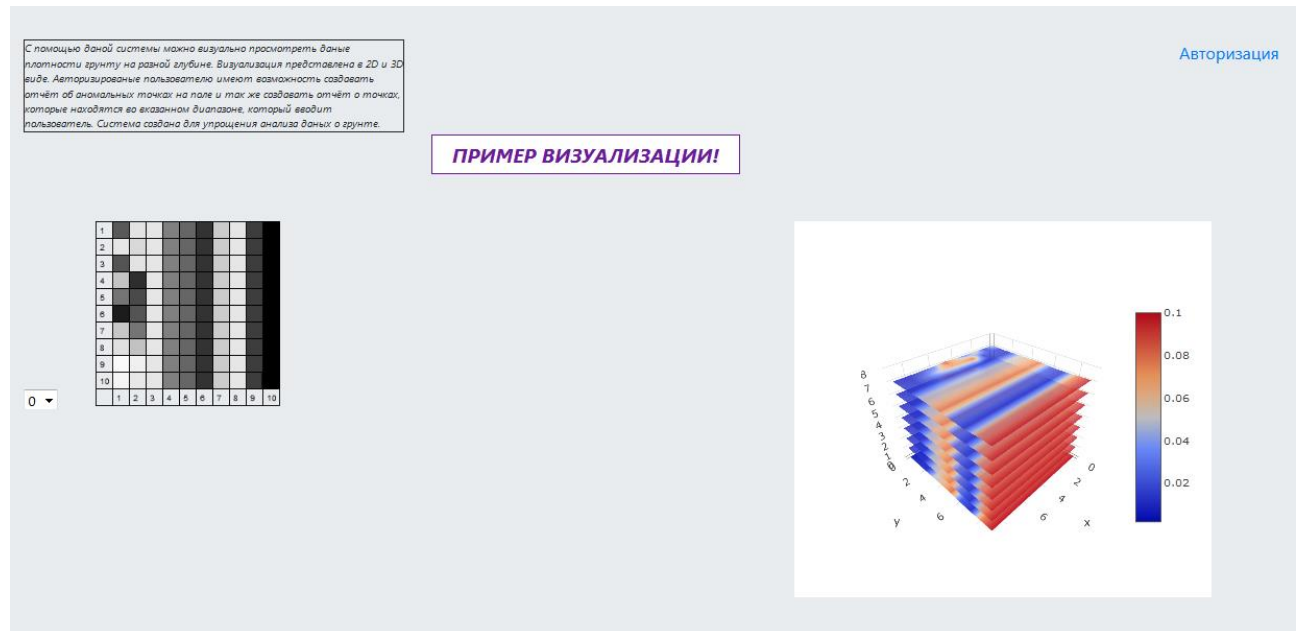 С помощью даной системы можно визуально просмотреть даные
плотности грунту на разной глубине. Визуализация представлена в 2D и 3D
виде. Авторизированые пользователю имеют возможность создавать
отчёт об аномальных точках на поле и так же создавать отчёт о точках,
которые находятся во вказанном диапазоне, который вводит
пользователь. Система создана для упрощения анализа даных о грунте.
Авторизация
ПРИМЕР ВИЗУАЛИЗАЦИИ!
1
2
3
4
5
6
7
8
9
10
1 2 3 4 5 6 7 8 9 10
0
0.1
0.08
0.06
0.04
0.02
8
7
6
5
4
3
2
1
0
2
4
6
y
0
2
4
6
x